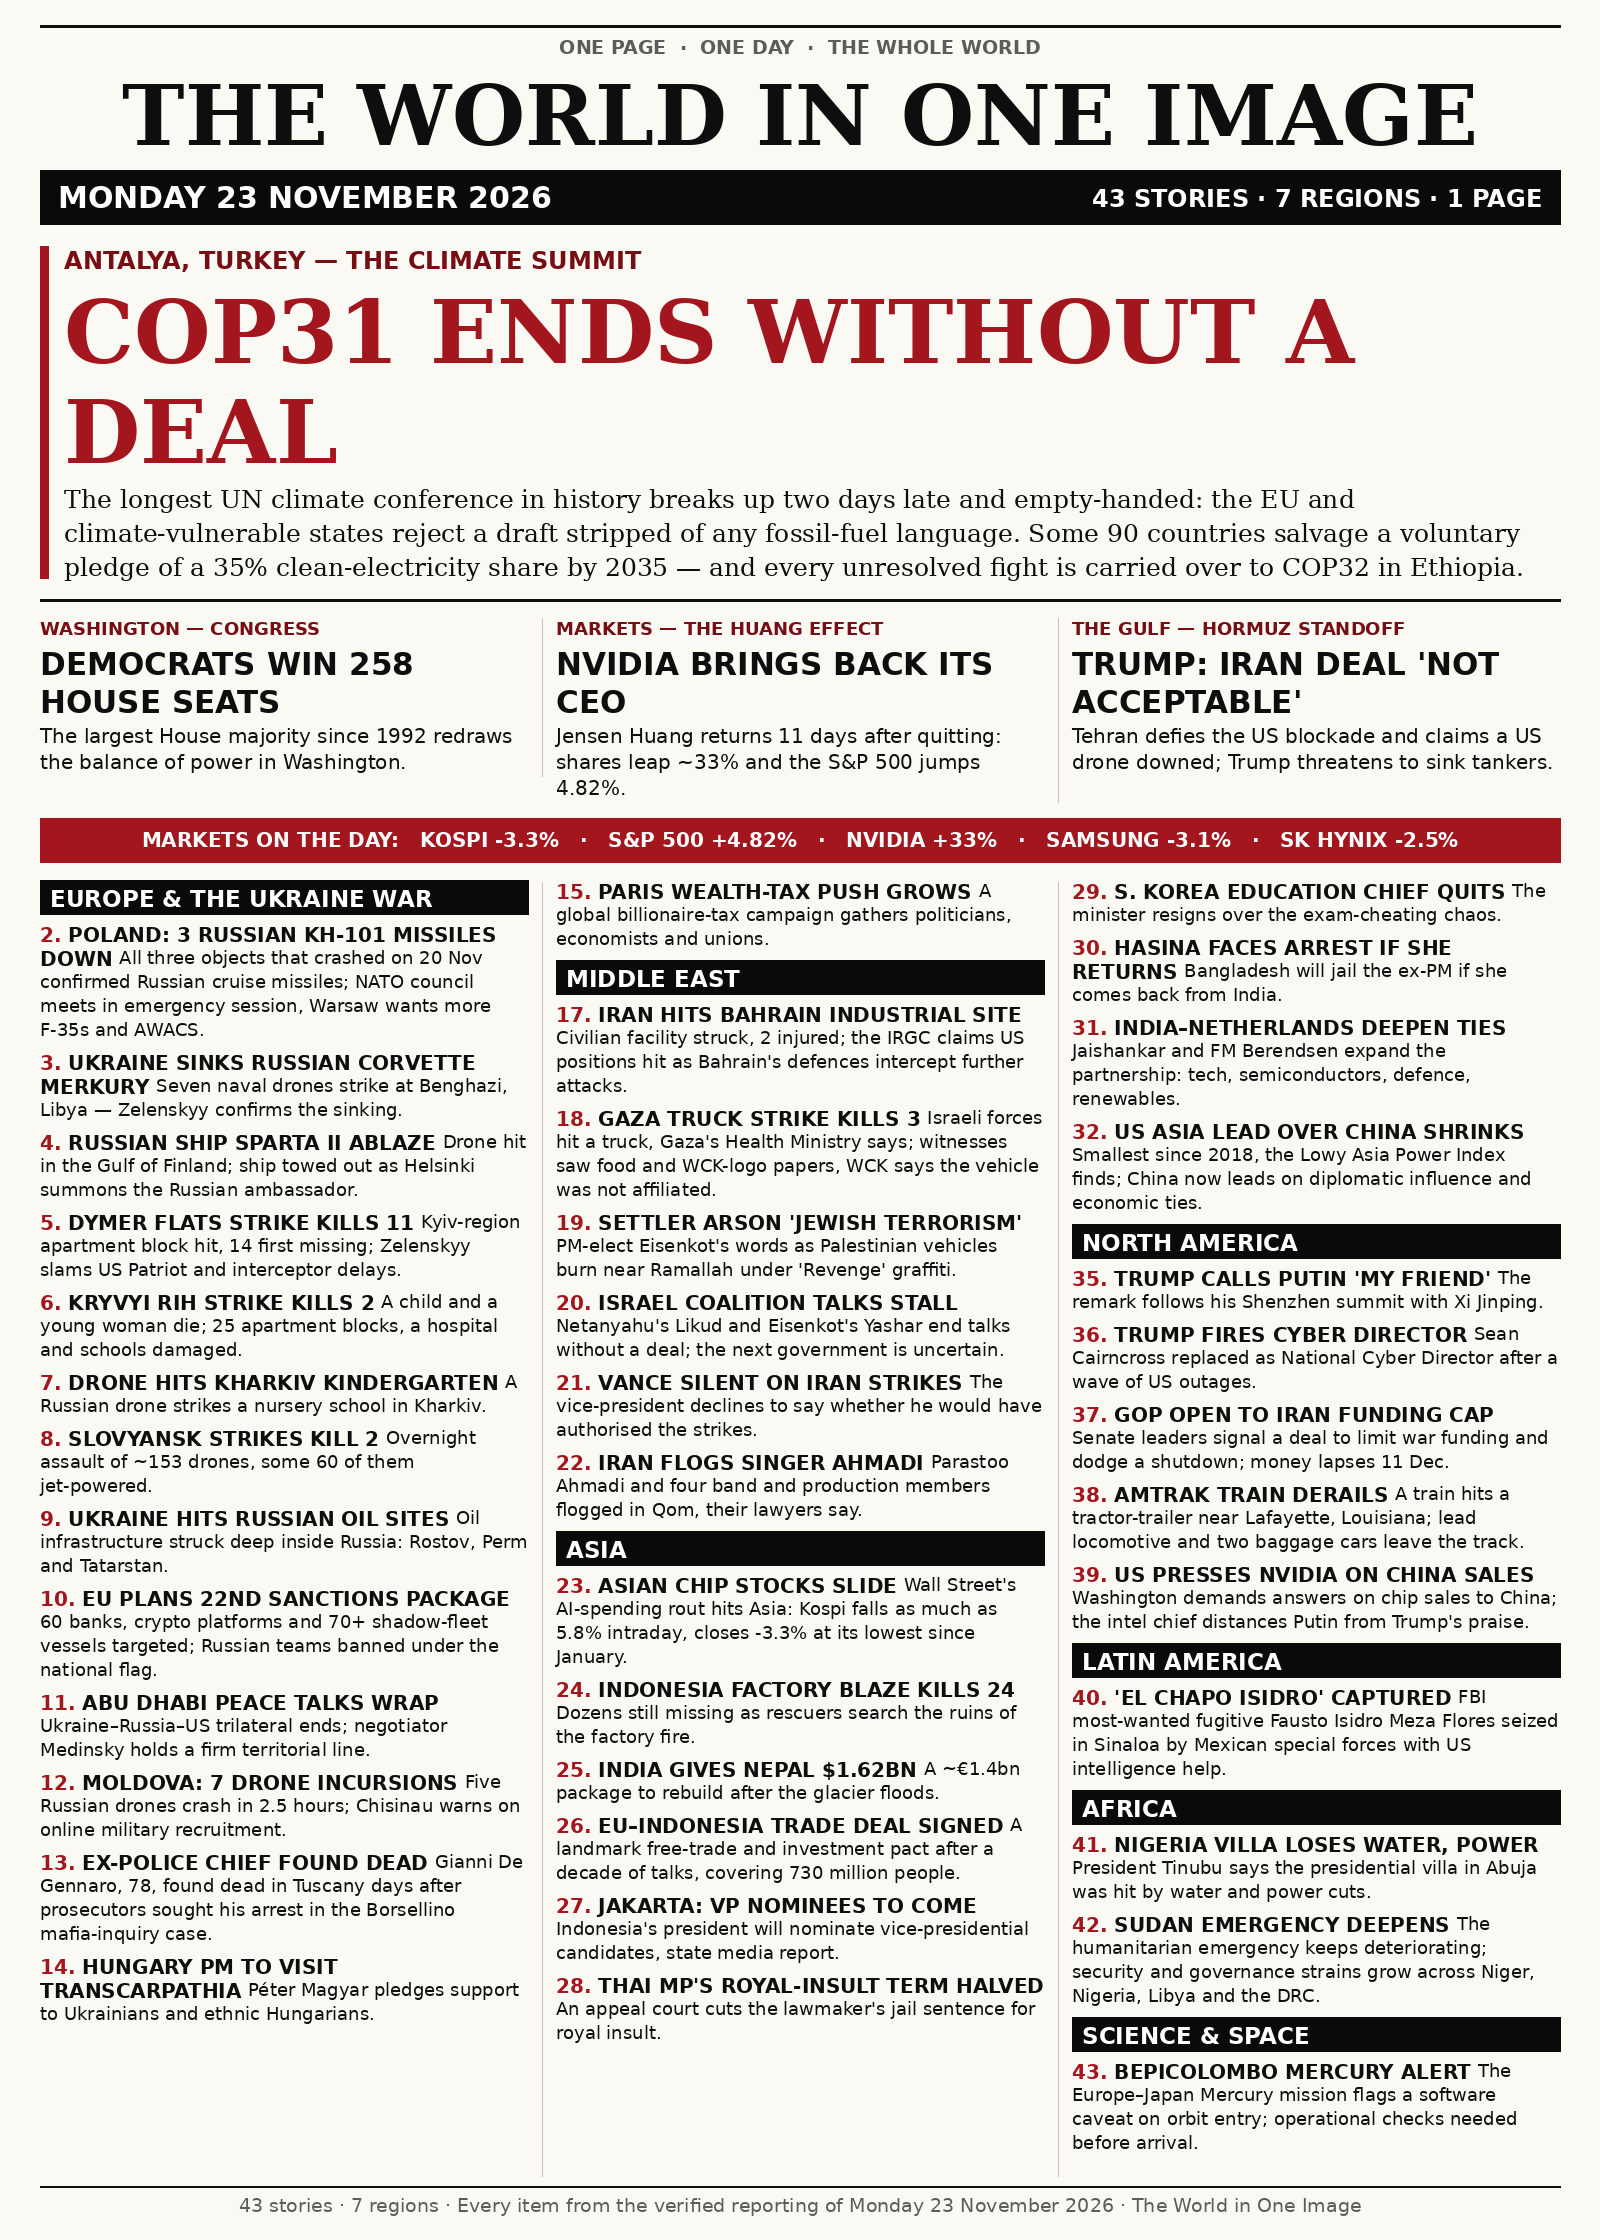 ONE PAGE · ONE DAY · THE WHOLE WORLD
THE WORLD IN ONE IMAGE
MONDAY 23 NOVEMBER 2026
43 STORIES · 7 REGIONS · 1 PAGE
ANTALYA, TURKEY — THE CLIMATE SUMMIT
COP31 ENDS WITHOUT A
DEAL
The longest UN climate conference in history breaks up two days late and empty-handed: the EU and
climate-vulnerable states reject a draft stripped of any fossil-fuel language. Some 90 countries salvage a voluntary
pledge of a 35% clean-electricity share by 2035 — and every unresolved fight is carried over to COP32 in Ethiopia.
WASHINGTON — CONGRESS
DEMOCRATS WIN 258
HOUSE SEATS
The largest House majority since 1992 redraws
the balance of power in Washington.
MARKETS — THE HUANG EFFECT
NVIDIA BRINGS BACK ITS
CEO
Jensen Huang returns 11 days after quitting:
shares leap ~33% and the S&P 500 jumps
4.82%.
THE GULF — HORMUZ STANDOFF
TRUMP: IRAN DEAL 'NOT
ACCEPTABLE'
Tehran defies the US blockade and claims a US
drone downed; Trump threatens to sink tankers.
MARKETS ON THE DAY: KOSPI -3.3% · S&P 500 +4.82% · NVIDIA +33% · SAMSUNG -3.1% · SK HYNIX -2.5%
EUROPE & THE UKRAINE WAR
2. POLAND: 3 RUSSIAN KH-101 MISSILES
DOWN All three objects that crashed on 20 Nov
confirmed Russian cruise missiles; NATO council
meets in emergency session, Warsaw wants more
F-35s and AWACS.
3. UKRAINE SINKS RUSSIAN CORVETTE
MERKURY Seven naval drones strike at Benghazi,
Libya — Zelenskyy confirms the sinking.
4. RUSSIAN SHIP SPARTA II ABLAZE Drone hit
in the Gulf of Finland; ship towed out as Helsinki
summons the Russian ambassador.
5. DYMER FLATS STRIKE KILLS 11 Kyiv-region
apartment block hit, 14 first missing; Zelenskyy
slams US Patriot and interceptor delays.
6. KRYVYI RIH STRIKE KILLS 2 A child and a
young woman die; 25 apartment blocks, a hospital
and schools damaged.
7. DRONE HITS KHARKIV KINDERGARTEN A
Russian drone strikes a nursery school in Kharkiv.
8. SLOVYANSK STRIKES KILL 2 Overnight
assault of ~153 drones, some 60 of them
jet-powered.
9. UKRAINE HITS RUSSIAN OIL SITES Oil
infrastructure struck deep inside Russia: Rostov, Perm
and Tatarstan.
10. EU PLANS 22ND SANCTIONS PACKAGE
60 banks, crypto platforms and 70+ shadow-fleet
vessels targeted; Russian teams banned under the
national flag.
11. ABU DHABI PEACE TALKS WRAP
Ukraine–Russia–US trilateral ends; negotiator
Medinsky holds a firm territorial line.
12. MOLDOVA: 7 DRONE INCURSIONS Five
Russian drones crash in 2.5 hours; Chisinau warns on
online military recruitment.
13. EX-POLICE CHIEF FOUND DEAD Gianni De
Gennaro, 78, found dead in Tuscany days after
prosecutors sought his arrest in the Borsellino
mafia-inquiry case.
14. HUNGARY PM TO VISIT
TRANSCARPATHIA Péter Magyar pledges support
to Ukrainians and ethnic Hungarians.
15. PARIS WEALTH-TAX PUSH GROWS A
global billionaire-tax campaign gathers politicians,
economists and unions.
MIDDLE EAST
17. IRAN HITS BAHRAIN INDUSTRIAL SITE
Civilian facility struck, 2 injured; the IRGC claims US
positions hit as Bahrain's defences intercept further
attacks.
18. GAZA TRUCK STRIKE KILLS 3 Israeli forces
hit a truck, Gaza's Health Ministry says; witnesses
saw food and WCK-logo papers, WCK says the vehicle
was not affiliated.
19. SETTLER ARSON 'JEWISH TERRORISM'
PM-elect Eisenkot's words as Palestinian vehicles
burn near Ramallah under 'Revenge' graffiti.
20. ISRAEL COALITION TALKS STALL
Netanyahu's Likud and Eisenkot's Yashar end talks
without a deal; the next government is uncertain.
21. VANCE SILENT ON IRAN STRIKES The
vice-president declines to say whether he would have
authorised the strikes.
22. IRAN FLOGS SINGER AHMADI Parastoo
Ahmadi and four band and production members
flogged in Qom, their lawyers say.
ASIA
23. ASIAN CHIP STOCKS SLIDE Wall Street's
AI-spending rout hits Asia: Kospi falls as much as
5.8% intraday, closes -3.3% at its lowest since
January.
24. INDONESIA FACTORY BLAZE KILLS 24
Dozens still missing as rescuers search the ruins of
the factory fire.
25. INDIA GIVES NEPAL $1.62BN A ~€1.4bn
package to rebuild after the glacier floods.
26. EU–INDONESIA TRADE DEAL SIGNED A
landmark free-trade and investment pact after a
decade of talks, covering 730 million people.
27. JAKARTA: VP NOMINEES TO COME
Indonesia's president will nominate vice-presidential
candidates, state media report.
28. THAI MP'S ROYAL-INSULT TERM HALVED
An appeal court cuts the lawmaker's jail sentence for
royal insult.
29. S. KOREA EDUCATION CHIEF QUITS The
minister resigns over the exam-cheating chaos.
30. HASINA FACES ARREST IF SHE
RETURNS Bangladesh will jail the ex-PM if she
comes back from India.
31. INDIA–NETHERLANDS DEEPEN TIES
Jaishankar and FM Berendsen expand the
partnership: tech, semiconductors, defence,
renewables.
32. US ASIA LEAD OVER CHINA SHRINKS
Smallest since 2018, the Lowy Asia Power Index
finds; China now leads on diplomatic influence and
economic ties.
NORTH AMERICA
35. TRUMP CALLS PUTIN 'MY FRIEND' The
remark follows his Shenzhen summit with Xi Jinping.
36. TRUMP FIRES CYBER DIRECTOR Sean
Cairncross replaced as National Cyber Director after a
wave of US outages.
37. GOP OPEN TO IRAN FUNDING CAP
Senate leaders signal a deal to limit war funding and
dodge a shutdown; money lapses 11 Dec.
38. AMTRAK TRAIN DERAILS A train hits a
tractor-trailer near Lafayette, Louisiana; lead
locomotive and two baggage cars leave the track.
39. US PRESSES NVIDIA ON CHINA SALES
Washington demands answers on chip sales to China;
the intel chief distances Putin from Trump's praise.
LATIN AMERICA
40. 'EL CHAPO ISIDRO' CAPTURED FBI
most-wanted fugitive Fausto Isidro Meza Flores seized
in Sinaloa by Mexican special forces with US
intelligence help.
AFRICA
41. NIGERIA VILLA LOSES WATER, POWER
President Tinubu says the presidential villa in Abuja
was hit by water and power cuts.
42. SUDAN EMERGENCY DEEPENS The
humanitarian emergency keeps deteriorating;
security and governance strains grow across Niger,
Nigeria, Libya and the DRC.
SCIENCE & SPACE
43. BEPICOLOMBO MERCURY ALERT The
Europe–Japan Mercury mission flags a software
caveat on orbit entry; operational checks needed
before arrival.
43 stories · 7 regions · Every item from the verified reporting of Monday 23 November 2026 · The World in One Image